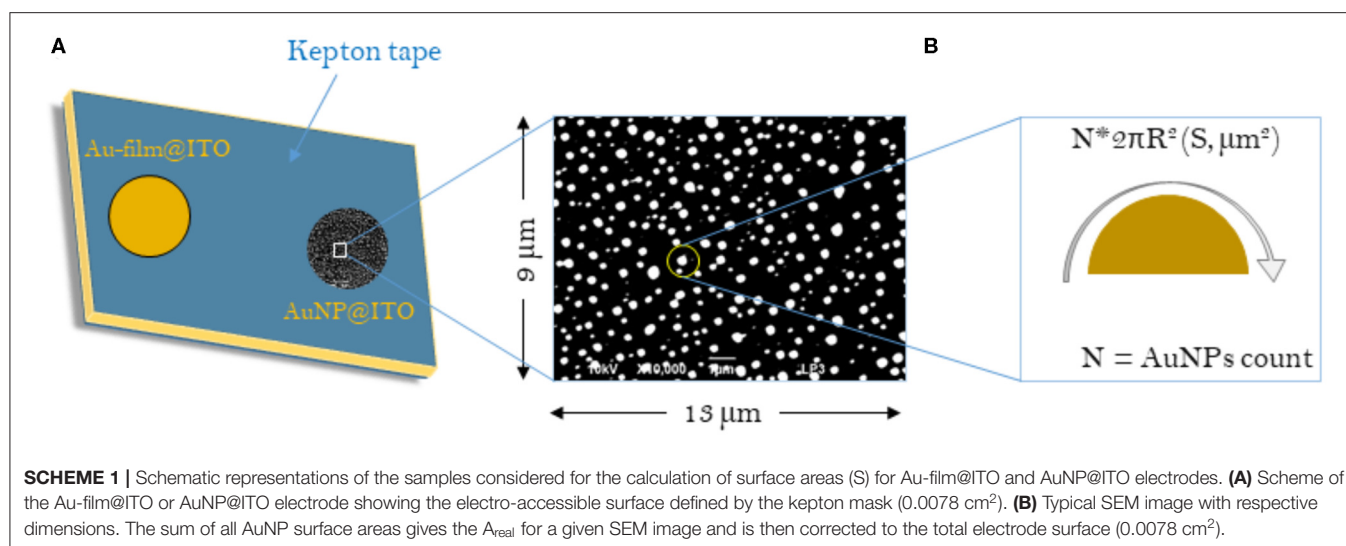 A
Kepton tape
Au-film@ITO
AuNP@ITO
9 μm
10kV X10,000 1μm LP3
13 μm
B
N*2πR² (S, μm²)
N = AuNPs count
SCHEME 1 | Schematic representations of the samples considered for the calculation of surface areas (S) for Au-film@ITO and AuNP@ITO electrodes. (A) Scheme of
the Au-film@ITO or AuNP@ITO electrode showing the electro-accessible surface defined by the kepton mask (0.0078 cm²). (B) Typical SEM image with respective
dimensions. The sum of all AuNP surface areas gives the Areal for a given SEM image and is then corrected to the total electrode surface (0.0078 cm²).